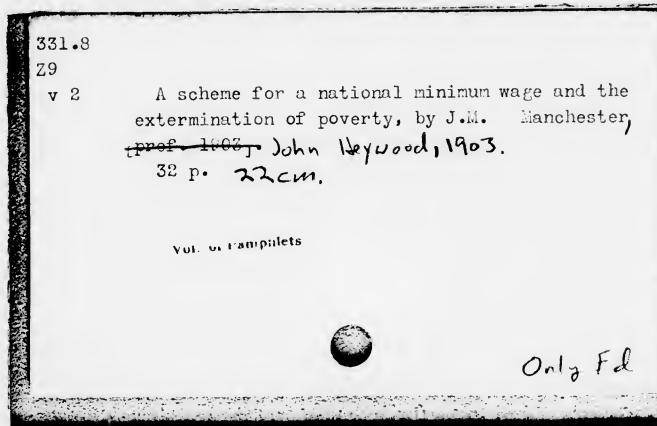 331.8
Z9
v 2 A scheme for a national minimum wage and the
extermination of poverty, by J.M. Manchester,
[pref. 1903]. John Heywood, 1903.
32 p. 22cm.
Vol. of Pamphlets
Only Ed